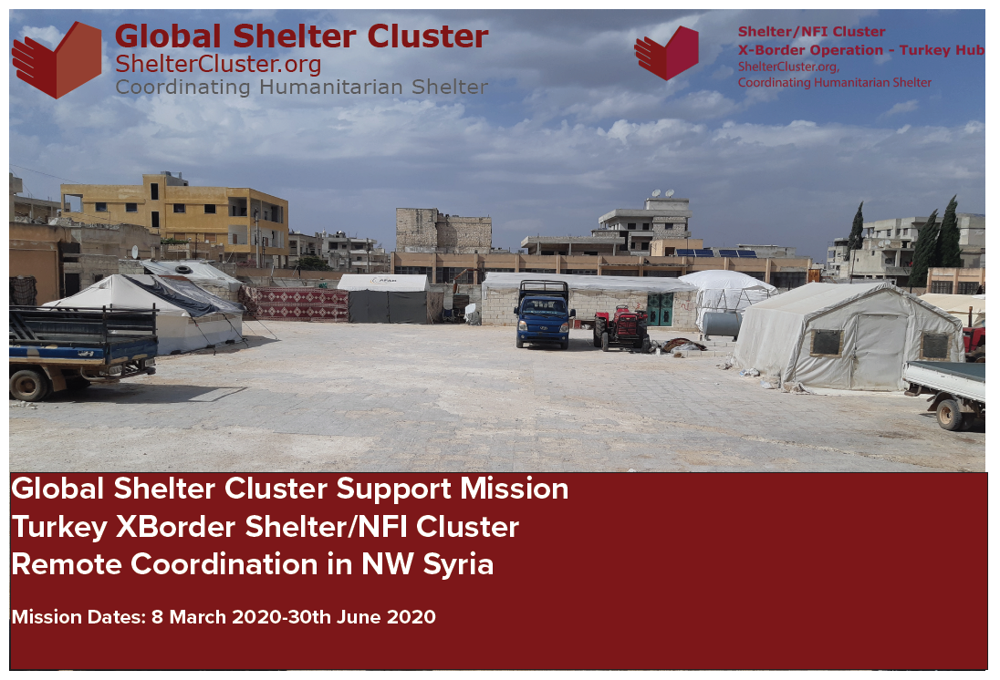 Global Shelter Cluster
ShelterCluster.org
Coordinating Humanitarian Shelter
Shelter/NFI Cluster
X-Border Operation - Turkey Hub
ShelterCluster.org,
Coordinating Humanitarian Shelter
Global Shelter Cluster Support Mission
Turkey XBorder Shelter/NFI Cluster
Remote Coordination in NW Syria
Mission Dates: 8 March 2020-30th June 2020